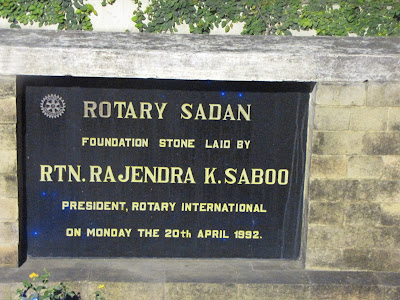 ROTARY SADAN
FOUNDATION STONE LAID BY
RTN. RAJENDRA K. SABOO
PRESIDENT, ROTARY INTERNATIONAL
ON MONDAY THE 20th APRIL 1992.